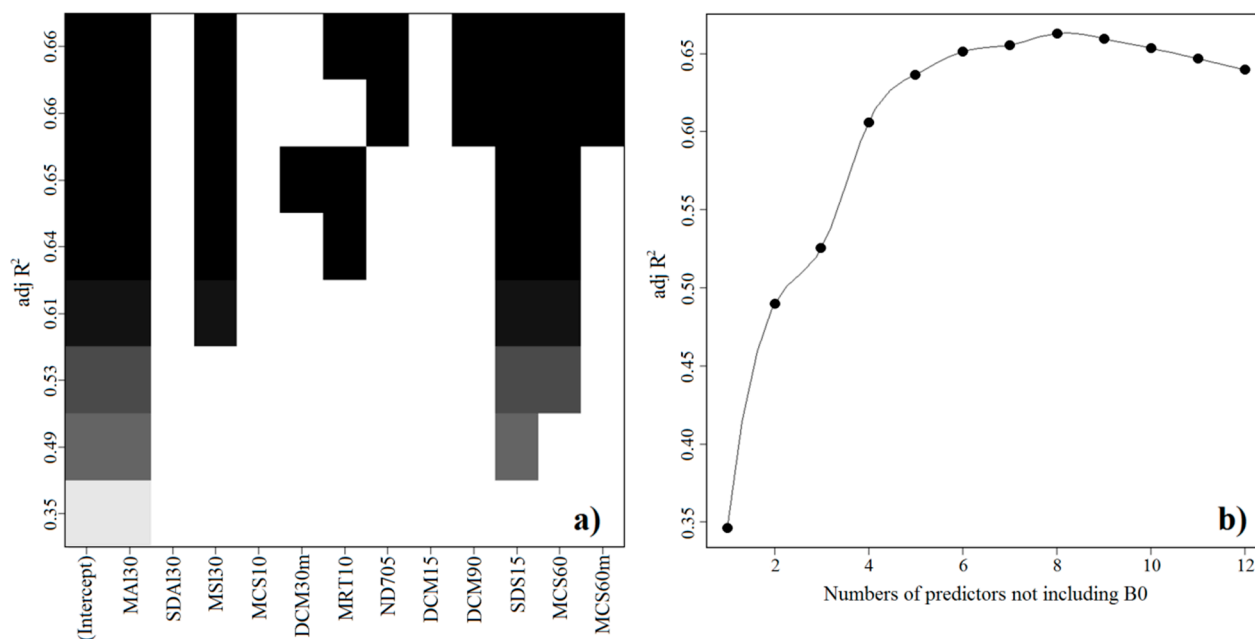 adj R²
0.66
0.66
0.65
0.64
0.61
0.53
0.49
0.35
a)
(Intercept)
MAI30
SDAI30
MSI30
MCS10
DCM30m
MRT10
ND705
DCM15
DCM90
SDS15
MCS60
MCS60m
adj R²
0.65
0.60
0.55
0.50
0.45
0.40
0.35
b)
2 4 6 8 10 12
Numbers of predictors not including B0